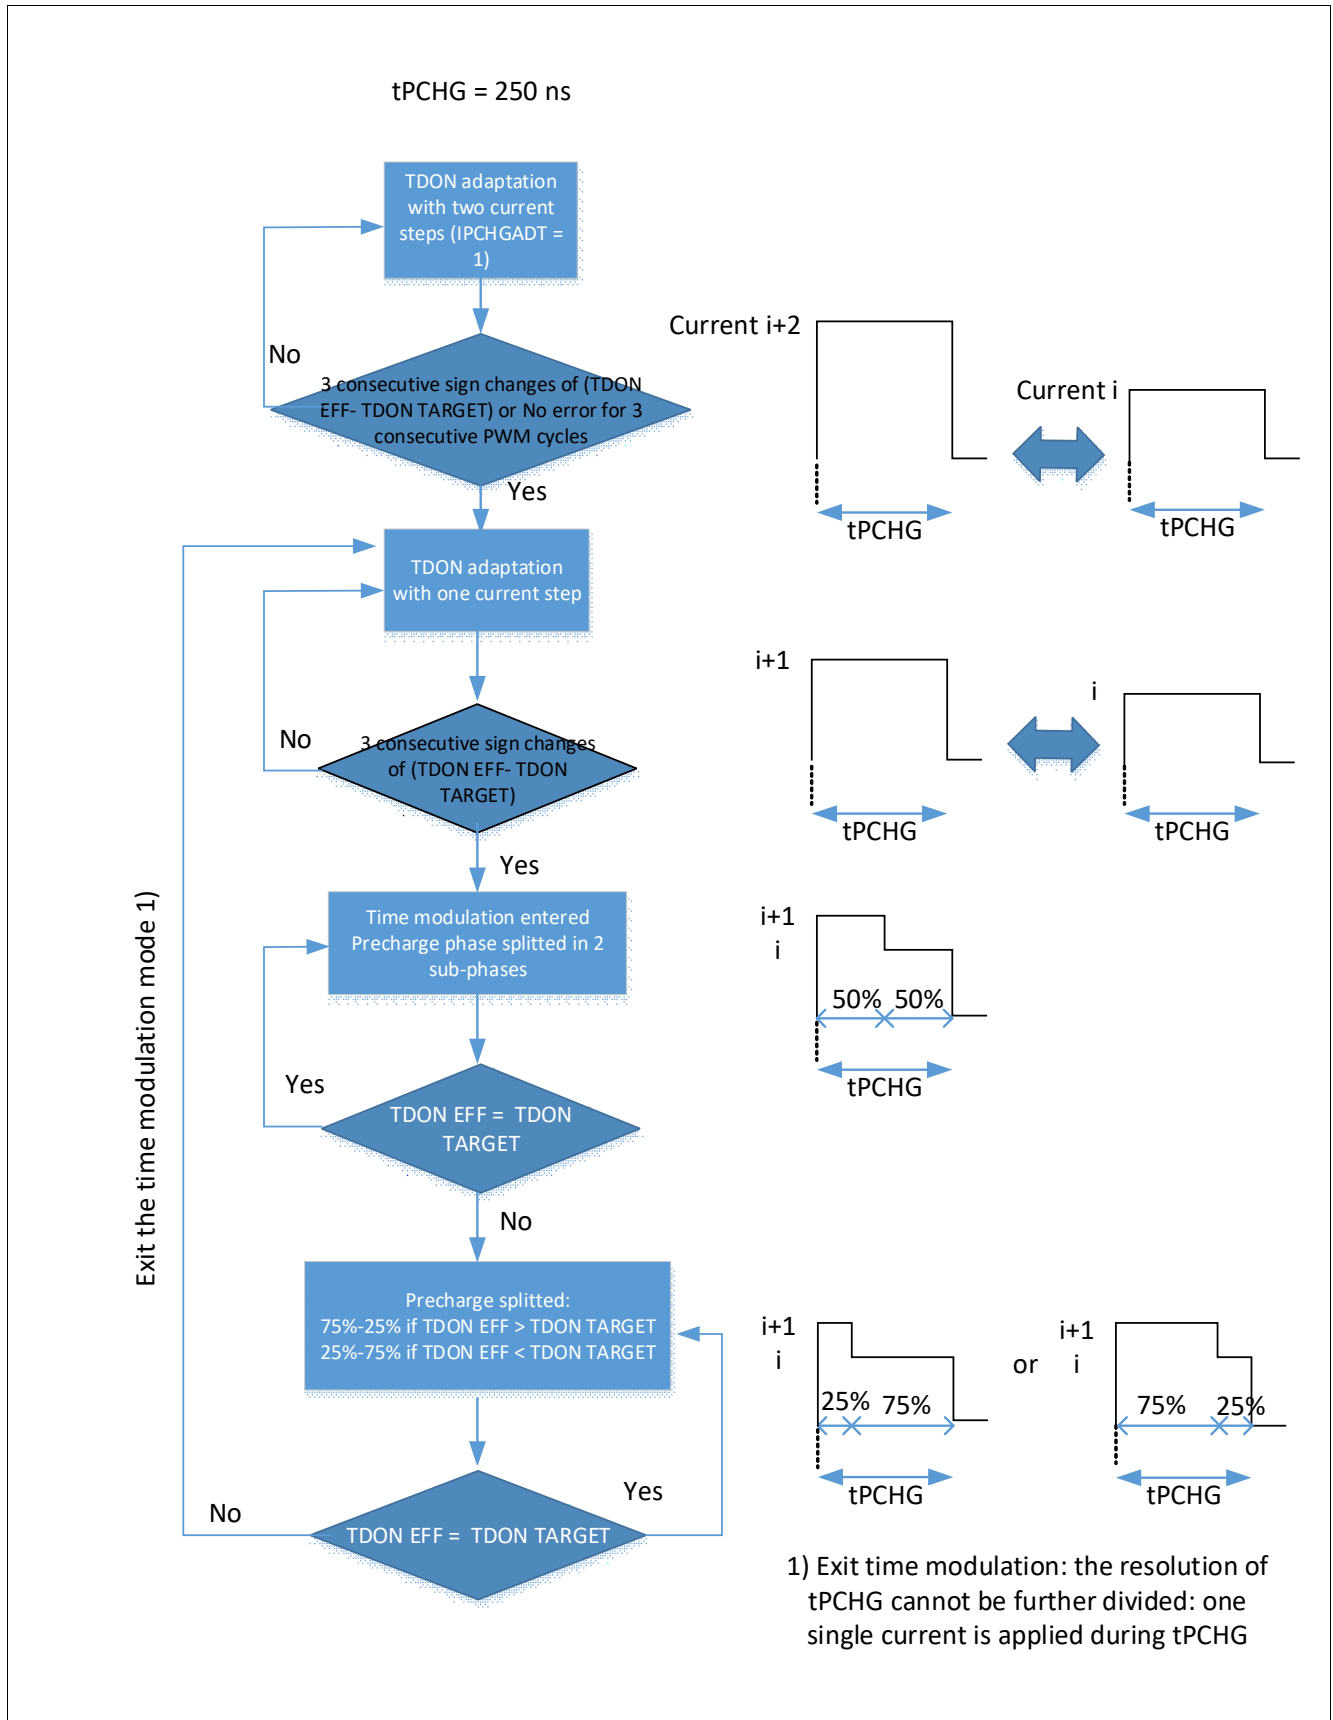 tPCHG = 250 ns
TDON adaptation
with two current
steps (IPCHGADT =
1)
No
3 consecutive sign changes of (TDON
EFF- TDON TARGET) or No error for 3
consecutive PWM cycles
Yes
Current i+2
Current i
tPCHG
tPCHG
TDON adaptation
with one current step
No
3 consecutive sign changes
of (TDON EFF- TDON
TARGET)
Yes
i+1
i
tPCHG
tPCHG
Exit the time modulation mode 1)
Time modulation entered
Precharge phase splitted in 2
sub-phases
Yes
TDON EFF = TDON
TARGET
No
i+1
i
50%
50%
tPCHG
Precharge splitted:
75%-25% if TDON EFF > TDON TARGET
25%-75% if TDON EFF < TDON TARGET
No
Yes
TDON EFF = TDON TARGET
i+1
i
25%
75%
tPCHG
or
i+1
i
75%
25%
tPCHG
1) Exit time modulation: the resolution of
tPCHG cannot be further divided: one
single current is applied during tPCHG